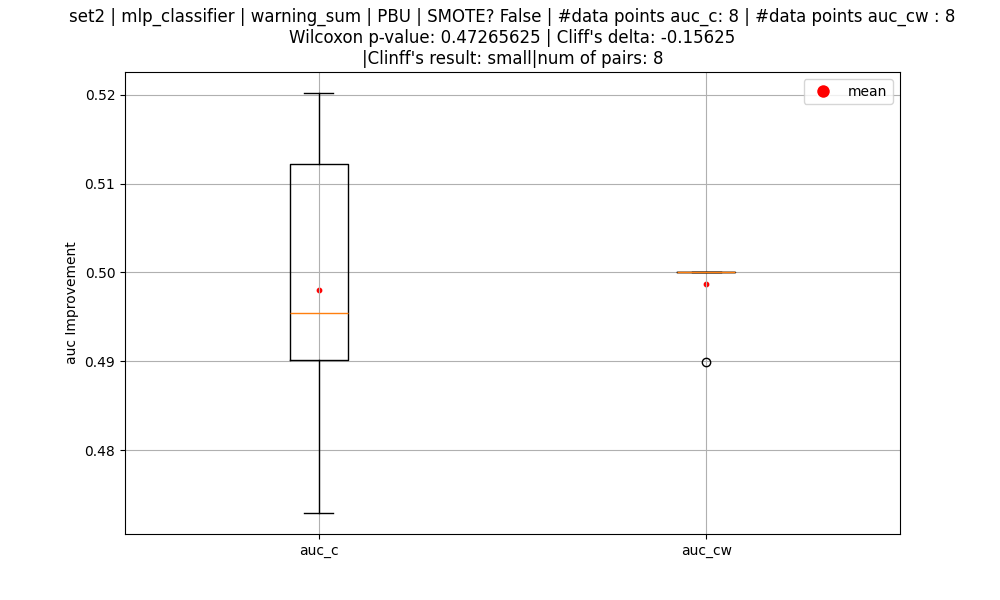 set2 | mlp_classifier | warning_sum | PBU | SMOTE? False | #data points auc_c: 8 | #data points auc_cw : 8
Wilcoxon p-value: 0.47265625 | Cliff's delta: -0.15625
|Clinff's result: small|num of pairs: 8
mean
0.52
0.51
0.50
0.49
0.48
auc Improvement
auc_c
auc_cw